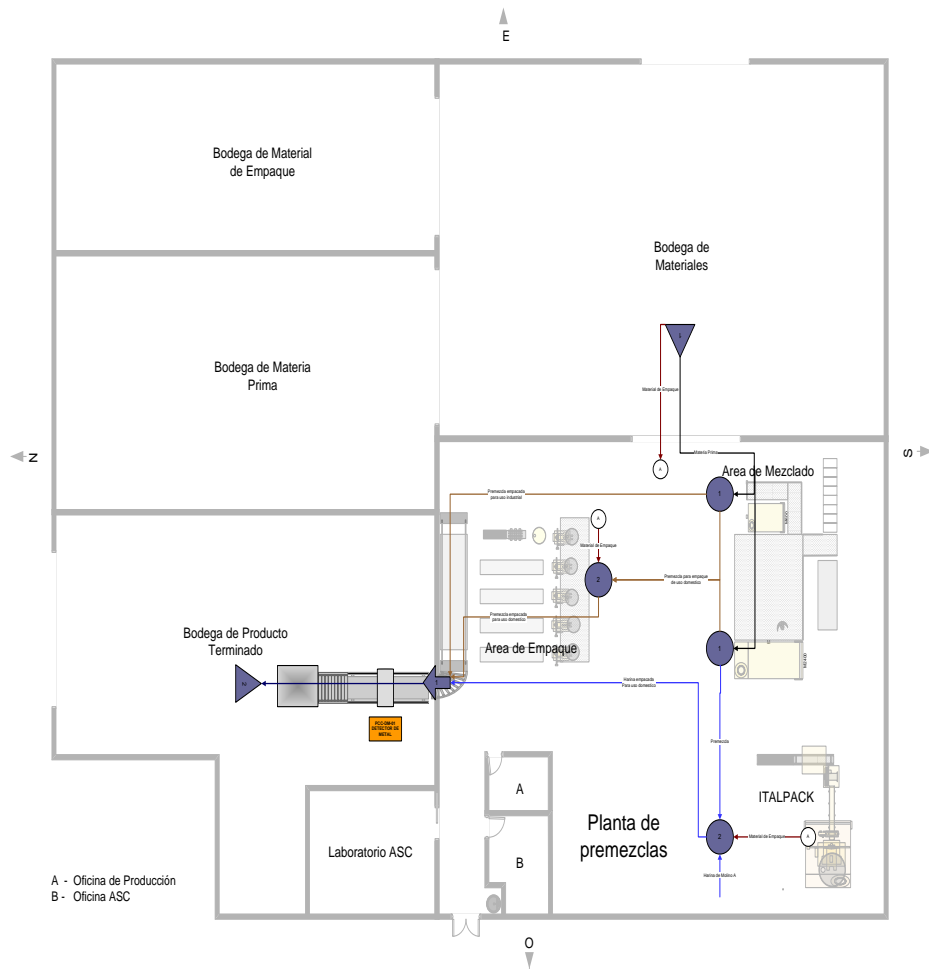 E
Bodega de Material
de Empaque
Bodega de
Materiales
Bodega de Materia
Prima
Material de Empaque
N
S
Materia Prima
A
Area de Mezclado
Premezcla empacada
para uso industrial
1
A
Material de Empaque
2
Premezcla para empaque
de uso domestico
Premezcla empacada
para uso domestico
Bodega de Producto
Terminado
Area de Empaque
1
1
Harina empacada
Para uso domestico
PCC-DM-01
DETECTOR DE
METAL
Premezcla
A
ITALPACK
Planta de
premezclas
2
Material de Empaque
A
Laboratorio ASC
B
Harina de Molino A
A - Oficina de Producción
B - Oficina ASC
O